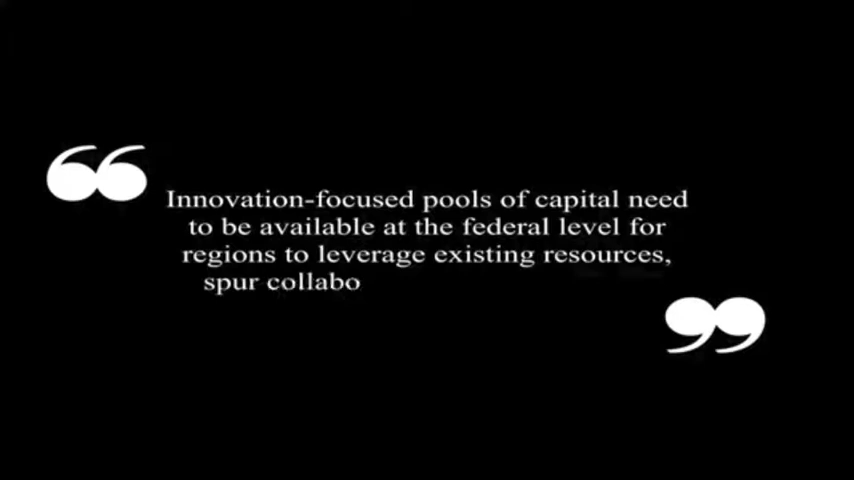 “
Innovation-focused pools of capital need
to be available at the federal level for
regions to leverage existing resources,
spur collabo
”